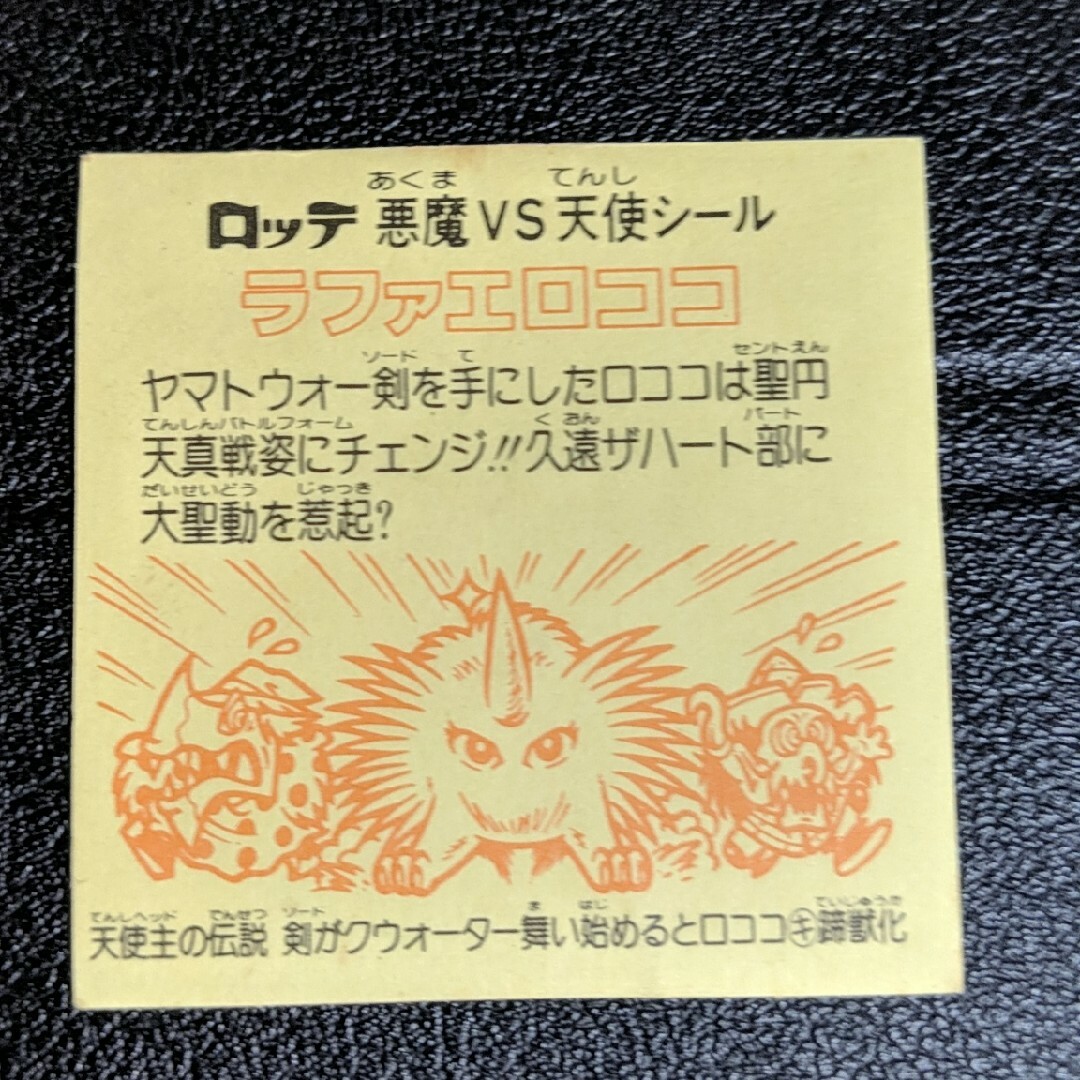 あくま てんし
ロッテ 悪魔VS天使シール
ラファエロココ
ソード て セントえん
ヤマトウォー剣を手にしたロココは聖円
てんしんバトルフォーム く おん パート
天真戦姿にチェンジ!!久遠ザハート部に
だいせいどう じゃっき
大聖動を惹起?
てんしヘッド でんせつ ソード ま はじ ていじゅうか
天使主の伝説 剣がクウォーター舞い始めるとロココ㋖蹄獣化